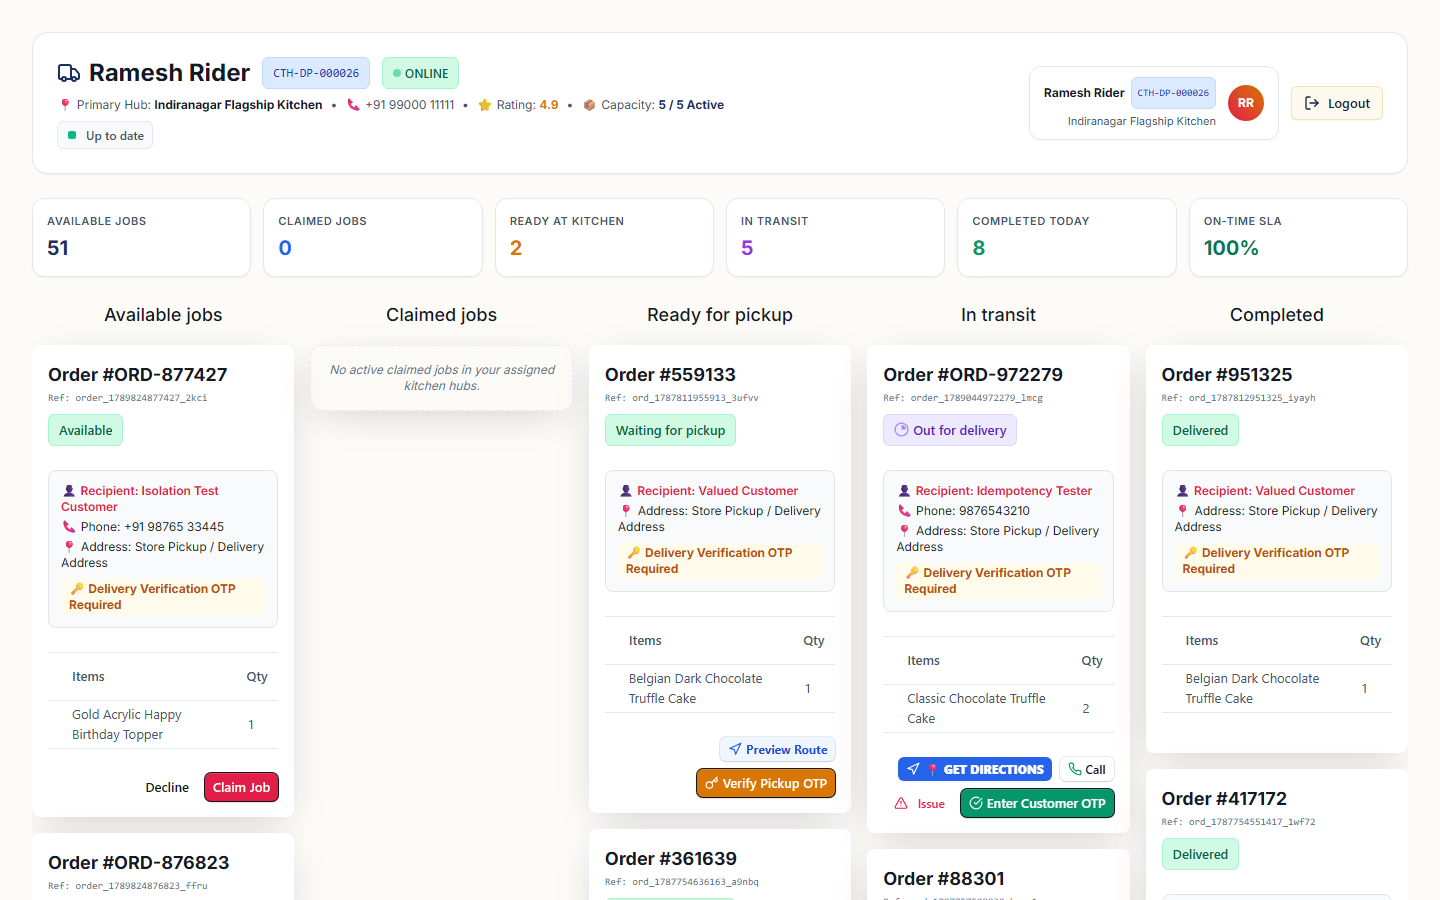 Ramesh Rider CTH-DP-000026 ONLINE
Primary Hub: Indiranagar Flagship Kitchen • +91 99000 11111 • Rating: 4.9 • Capacity: 5 / 5 Active
Up to date
Ramesh Rider CTH-DP-000026
Indiranagar Flagship Kitchen
RR
Logout
AVAILABLE JOBS
51
CLAIMED JOBS
0
READY AT KITCHEN
2
IN TRANSIT
5
COMPLETED TODAY
8
ON-TIME SLA
100%
Available jobs
Order #ORD-877427
Ref: order_1789824877427_2kci
Available
Recipient: Isolation Test
Customer
Phone: +91 98765 33445
Address: Store Pickup / Delivery
Address
Delivery Verification OTP
Required
Items Qty
Gold Acrylic Happy
Birthday Topper
1
Decline Claim Job
Order #ORD-876823
Ref: order_1789824876823_ffru
Claimed jobs
No active claimed jobs in your assigned
kitchen hubs.
Ready for pickup
Order #559133
Ref: ord_1787811955913_3ufvv
Waiting for pickup
Recipient: Valued Customer
Address: Store Pickup / Delivery
Address
Delivery Verification OTP
Required
Items Qty
Belgian Dark Chocolate
Truffle Cake
1
Preview Route
Verify Pickup OTP
Order #361639
Ref: ord_1787754636163_a9nbq
In transit
Order #ORD-972279
Ref: order_1789044972279_lmcg
Out for delivery
Recipient: Idempotency Tester
Phone: 9876543210
Address: Store Pickup / Delivery
Address
Delivery Verification OTP
Required
Items Qty
Classic Chocolate Truffle
Cake
2
GET DIRECTIONS Call
Issue Enter Customer OTP
Order #88301
Completed
Order #951325
Ref: ord_1787812951325_iyayh
Delivered
Recipient: Valued Customer
Address: Store Pickup / Delivery
Address
Delivery Verification OTP
Required
Items Qty
Belgian Dark Chocolate
Truffle Cake
1
Order #417172
Ref: ord_1787754551417_1wf72
Delivered